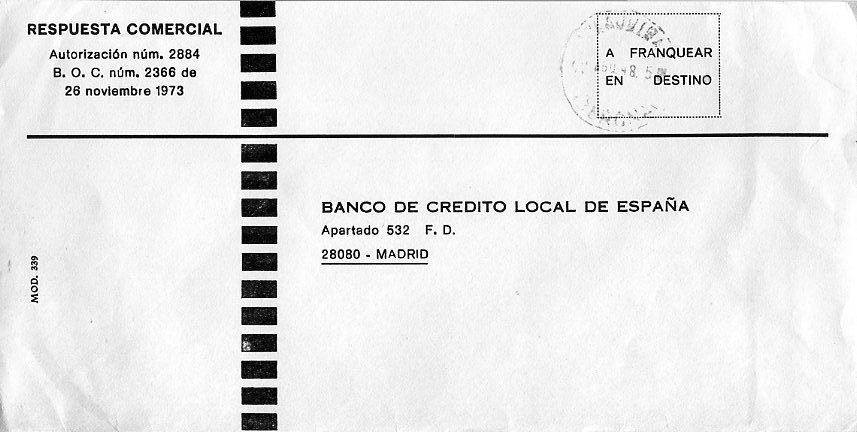 RESPUESTA COMERCIAL
Autorización núm. 2884
B. O. C. núm. 2366 de
26 noviembre 1973
A FRANQUEAR
EN DESTINO
BANCO DE CREDITO LOCAL DE ESPAÑA
Apartado 532 F. D.
28080 - MADRID
MOD. 339